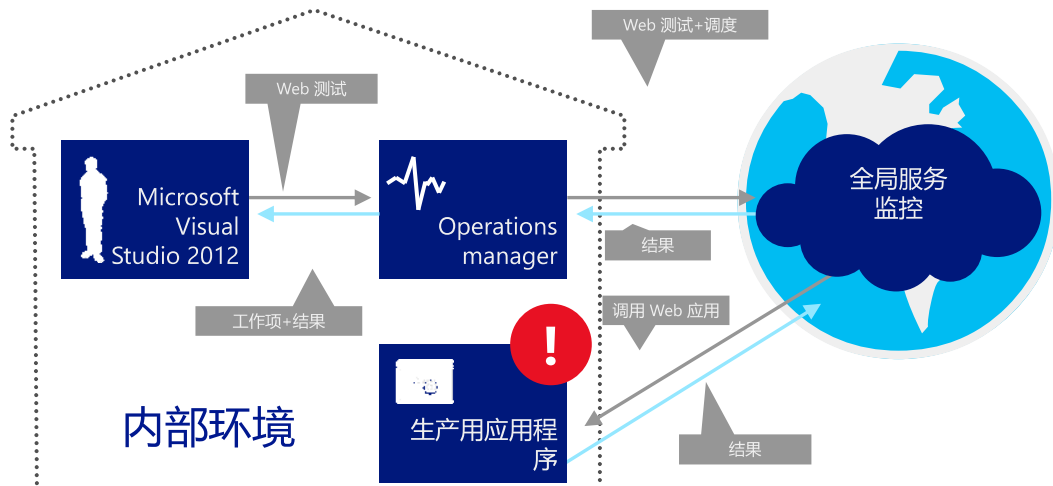 Web 测试+调度
Web 测试
Microsoft
Visual
Studio 2012
Operations
manager
全局服务
监控
结果
工作项+结果
调用 Web 应用
!
生产用应用程
序
内部环境
结果